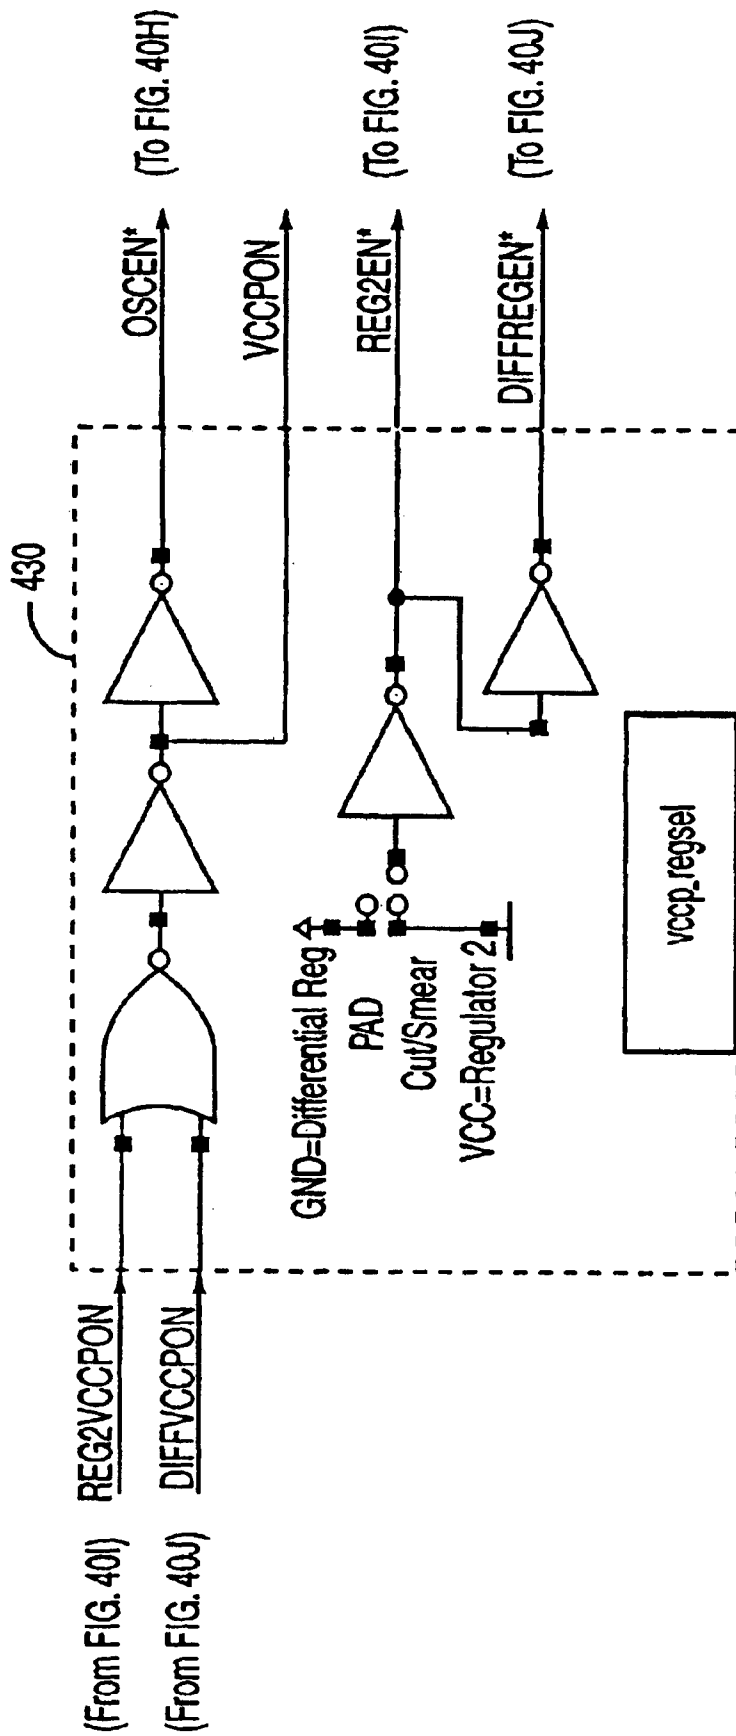 430
(From FIG. 40I) REG2VCCPON
(From FIG. 40J) DIFFVCCPON
OSCEN* (To FIG. 40H)
VCCPON
GND=Differential Reg
PAD
Cut/Smear
VCC=Regulator 2
REG2EN* (To FIG. 40I)
DIFFREGEN* (To FIG. 40J)
vccp_regsel